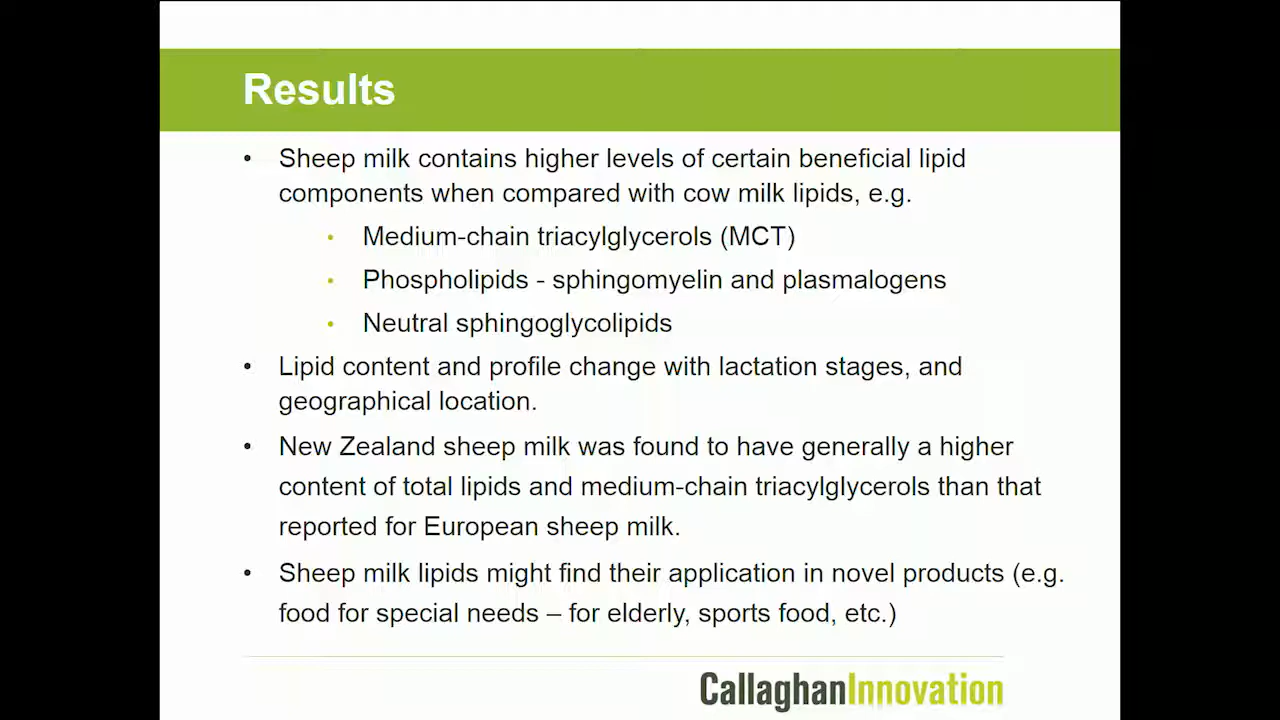 Results
• Sheep milk contains higher levels of certain beneficial lipid
components when compared with cow milk lipids, e.g.
• Medium-chain triacylglycerols (MCT)
• Phospholipids - sphingomyelin and plasmalogens
• Neutral sphingoglycolipids
• Lipid content and profile change with lactation stages, and
geographical location.
• New Zealand sheep milk was found to have generally a higher
content of total lipids and medium-chain triacylglycerols than that
reported for European sheep milk.
• Sheep milk lipids might find their application in novel products (e.g.
food for special needs – for elderly, sports food, etc.)
CallaghanInnovation